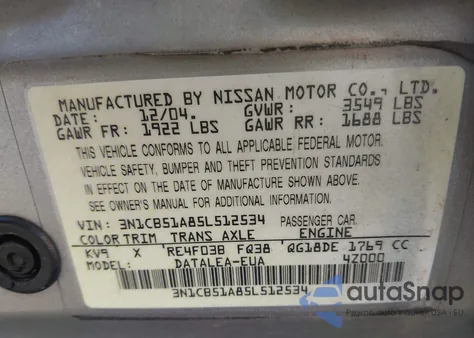 MANUFACTURED BY NISSAN MOTOR CO., LTD.
DATE: 12/04. GVWR: 3549 LBS
GAWR FR: 1922 LBS GAWR RR: 1688 LBS
THIS VEHICLE CONFORMS TO ALL APPLICABLE FEDERAL MOTOR
VEHICLE SAFETY, BUMPER AND THEFT PREVENTION STANDARDS
IN EFFECT ON THE DATE OF MANUFACTURE SHOWN ABOVE.
SEE OWNER'S MANUAL FOR ADDITIONAL INFORMATION.
VIN: 3N1CB51A85L512534 PASSENGER CAR.
COLOR TRIM TRANS AXLE ENGINE
KV9 X RE4F03B FQ38 QG18DE 1769 CC
MODEL: DATALEA-EUA 4Z000
3N1CB51A85L512534
autoSnap